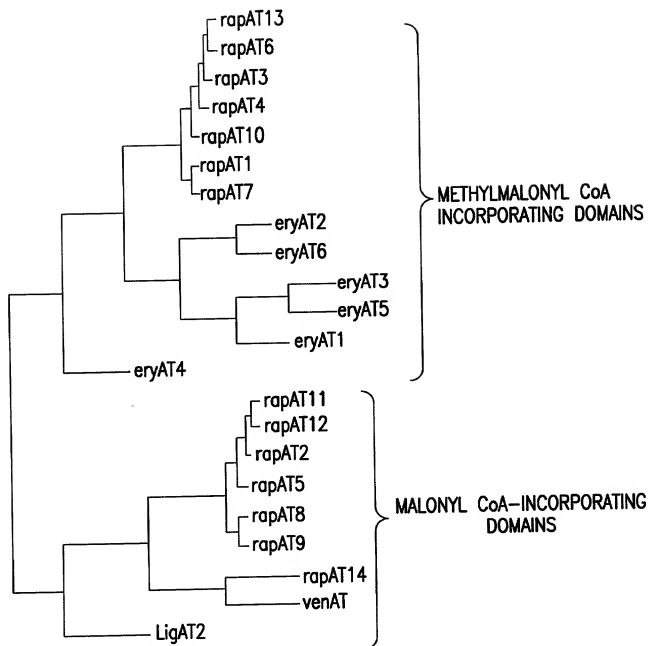 rapAT13
rapAT6
rapAT3
rapAT4
rapAT10
rapAT1
rapAT7
METHYLMALONYL CoA
INCORPORATING DOMAINS
eryAT2
eryAT6
eryAT3
eryAT5
eryAT1
eryAT4
rapAT11
rapAT12
rapAT2
rapAT5
rapAT8
rapAT9
MALONYL CoA-INCORPORATING
DOMAINS
rapAT14
venAT
LigAT2